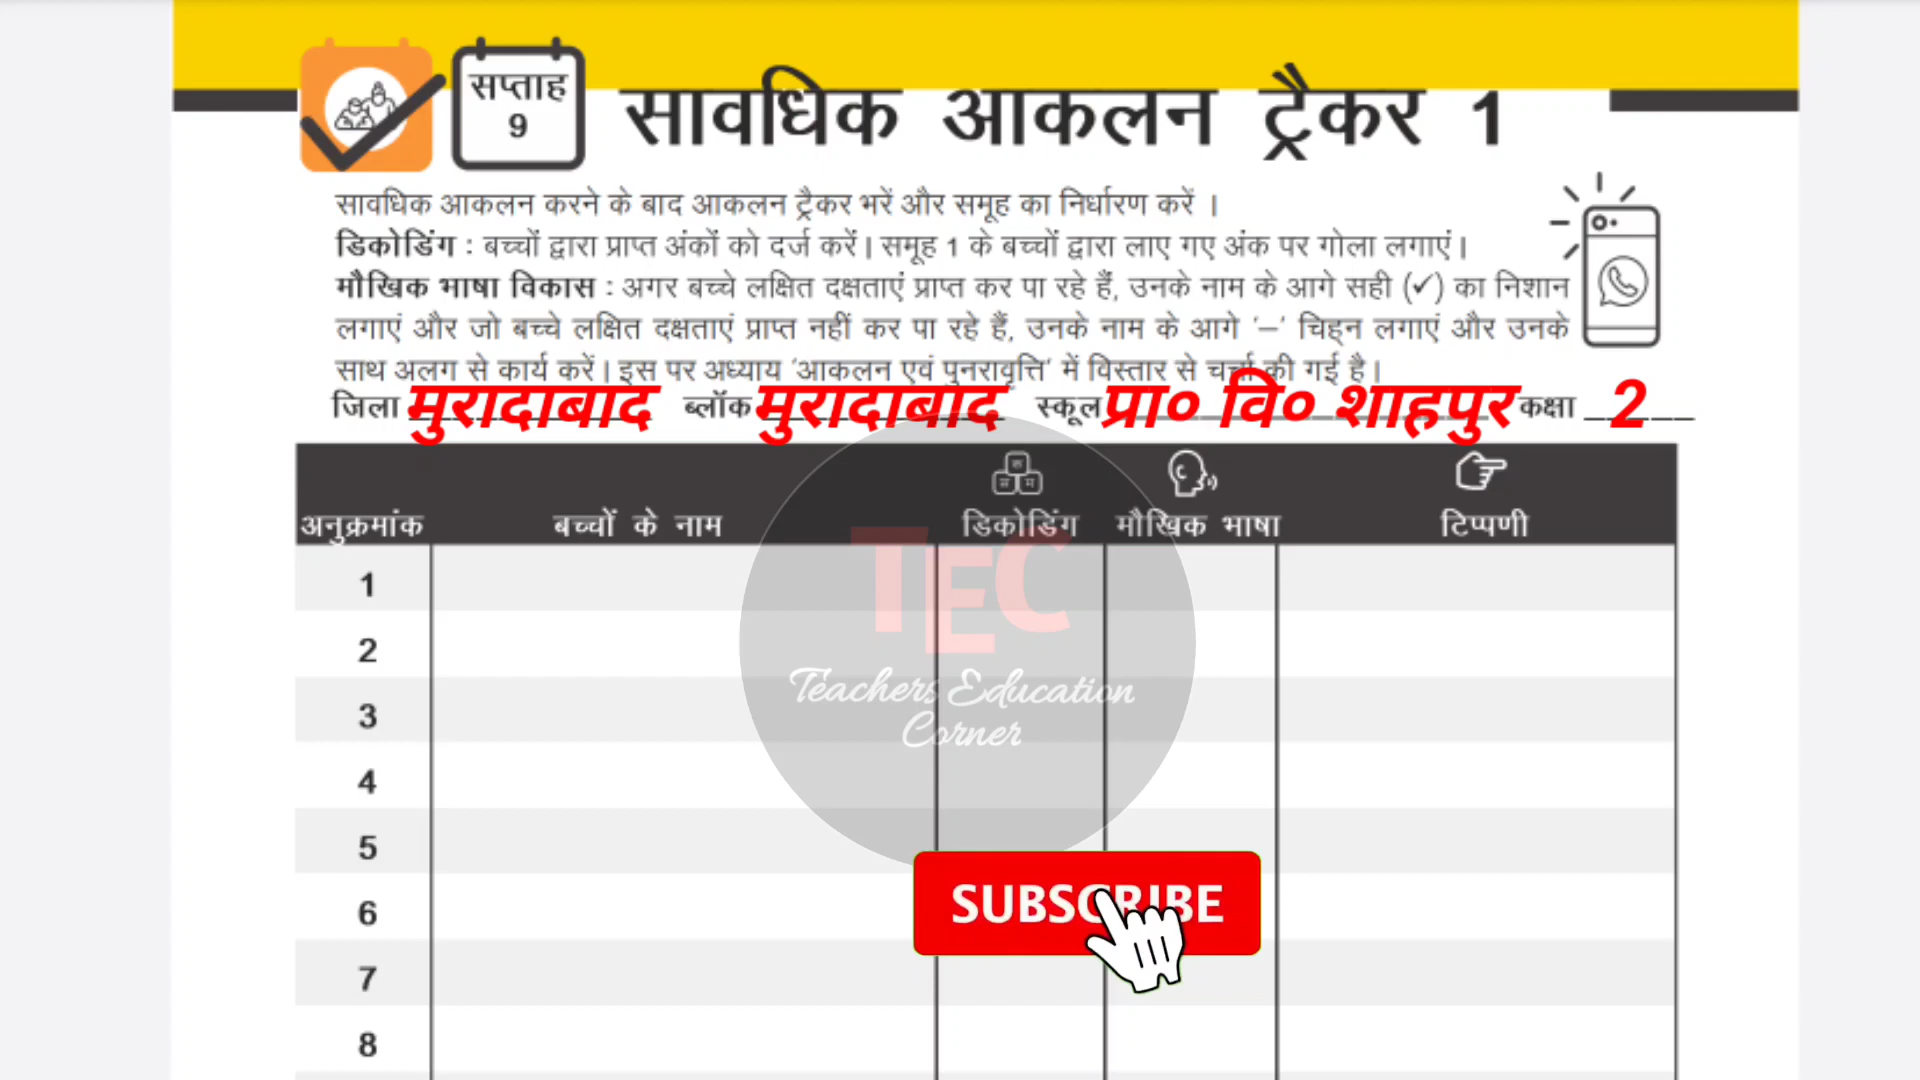 सप्ताह
9
सावधिक आकलन ट्रैकर 1
सावधिक आकलन करने के बाद आकलन ट्रैकर भरें और समूह का निर्धारण करें ।
डिकोडिंग : बच्चों द्वारा प्राप्त अंकों को दर्ज करें। समूह 1 के बच्चों द्वारा लाए गए अंक पर गोला लगाएं।
मौखिक भाषा विकास : अगर बच्चे लक्षित दक्षताएं प्राप्त कर पा रहे हैं, उनके नाम के आगे सही (✓) का निशान
लगाएं और जो बच्चे लक्षित दक्षताएं प्राप्त नहीं कर पा रहे हैं, उनके नाम के आगे ‘–’ चिह्न लगाएं और उनके
साथ अलग से कार्य करें। इस पर अध्याय ‘आकलन एवं पुनरावृत्ति’ में विस्तार से चर्चा की गई है।
जिला मुरादाबाद ब्लॉक मुरादाबाद स्कूल प्रा० वि० शाहपुर कक्षा 2
अनुक्रमांक बच्चों के नाम डिकोडिंग मौखिक भाषा टिप्पणी
1
2
3
4
5
6
7
8
TEC
Teachers Education
Corner
SUBSCRIBE